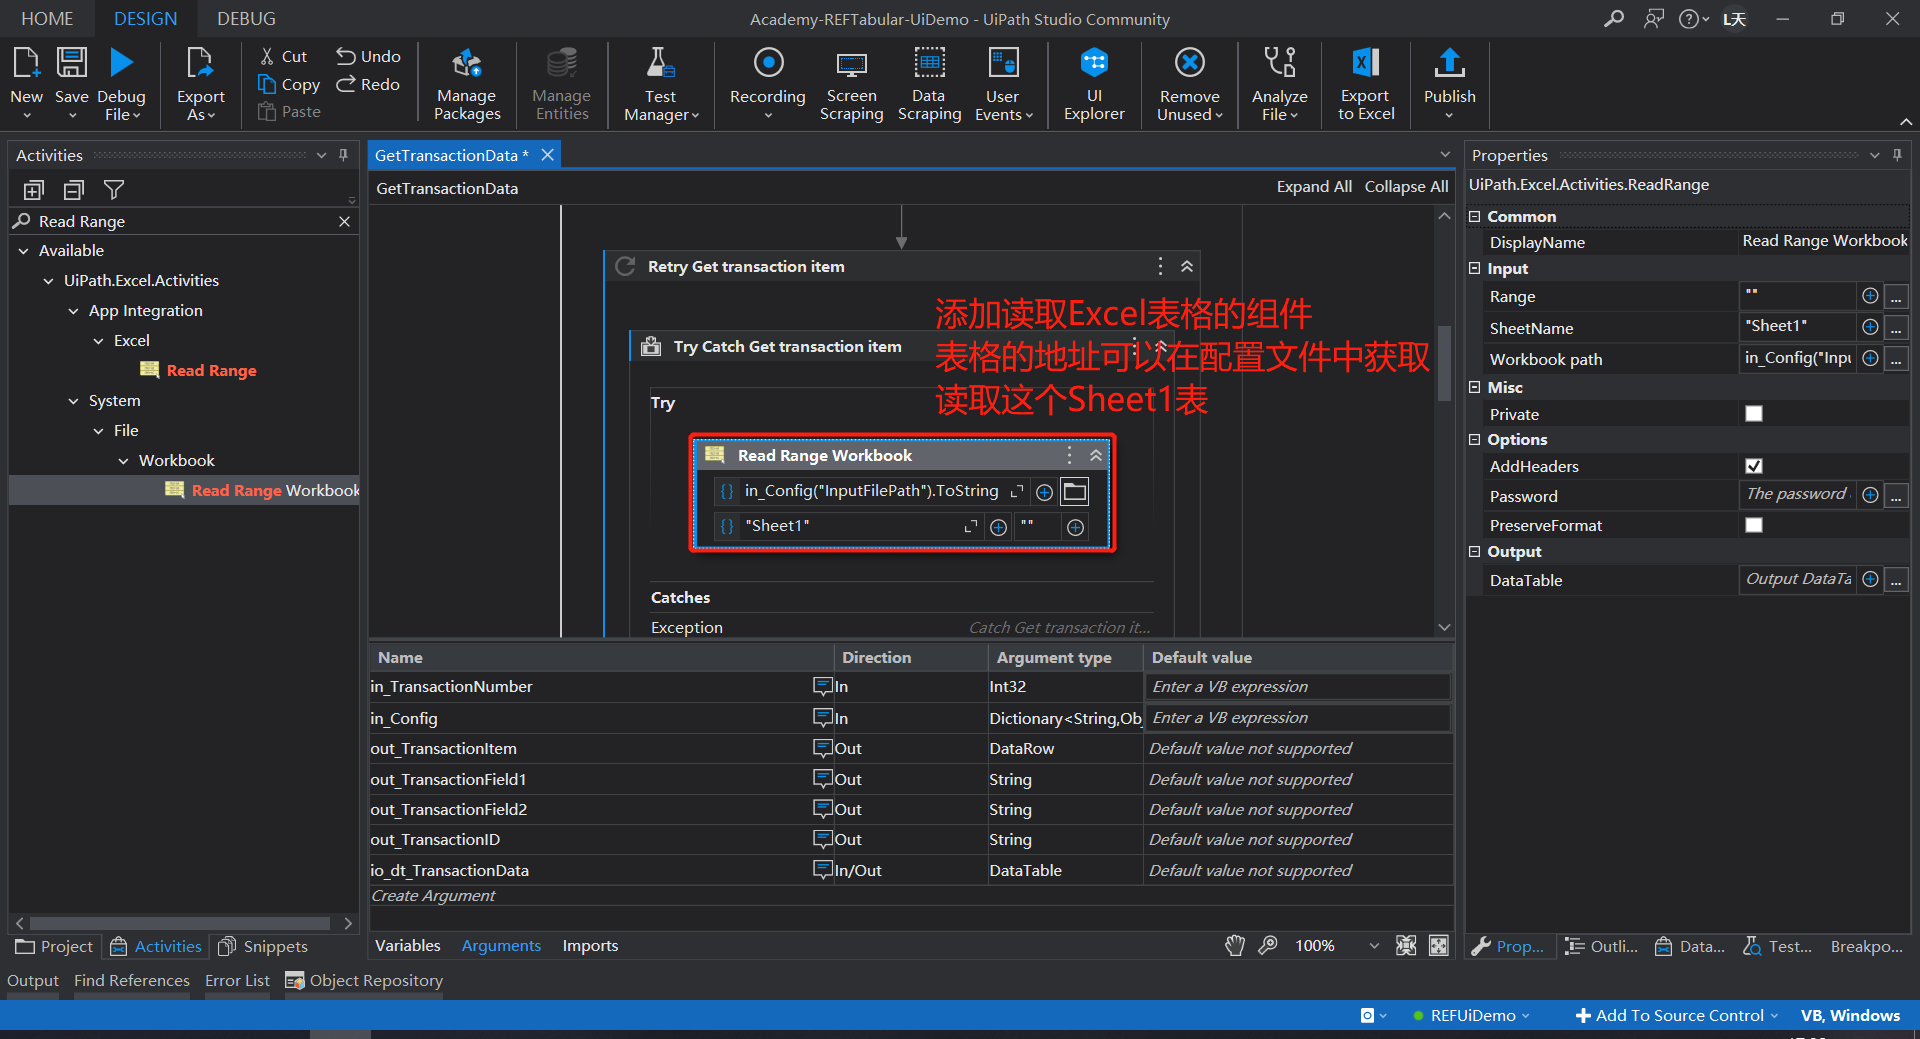 HOME DESIGN DEBUG
Academy-REFTabular-UiDemo - UiPath Studio Community
L天
New Save Debug File
Export As
Cut
Copy
Paste
Undo
Redo
Manage Packages
Manage Entities
Test Manager
Recording
Screen Scraping
Data Scraping
User Events
UI Explorer
Remove Unused
Analyze File
Export to Excel
Publish
Activities
Read Range
Available
UiPath.Excel.Activities
App Integration
Excel
Read Range
System
File
Workbook
Read Range Workbook
Project Activities Snippets
GetTransactionData *
GetTransactionData
Expand All Collapse All
Retry Get transaction item
添加读取Excel表格的组件
Try Catch Get transaction item
表格的地址可以在配置文件中获取
读取这个Sheet1表
Try
Read Range Workbook
in_Config("InputFilePath").ToString
"Sheet1" ""
Catches
Exception Catch Get transaction it...
Name Direction Argument type Default value
in_TransactionNumber In Int32 Enter a VB expression
in_Config In Dictionary<String,Ob Enter a VB expression
out_TransactionItem Out DataRow Default value not supported
out_TransactionField1 Out String Default value not supported
out_TransactionField2 Out String Default value not supported
out_TransactionID Out String Default value not supported
io_dt_TransactionData In/Out DataTable Default value not supported
Create Argument
Variables Arguments Imports
100%
Properties
UiPath.Excel.Activities.ReadRange
Common
DisplayName Read Range Workbook
Input
Range "" ...
SheetName "Sheet1" ...
Workbook path in_Config("Inpu ...
Misc
Private
Options
AddHeaders
Password The password ...
PreserveFormat
Output
DataTable Output DataTa ...
Prop... Outli... Data... Test... Breakpo...
Output Find References Error List Object Repository
REFUiDemo Add To Source Control VB, Windows